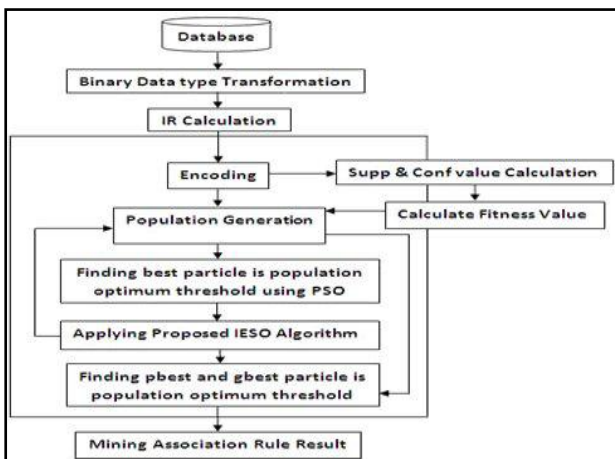 Database
Binary Data type Transformation
IR Calculation
Encoding
Supp & Conf value Calculation
Population Generation
Calculate Fitness Value
Finding best particle is population
optimum threshold using PSO
Applying Proposed IESO Algorithm
Finding pbest and gbest particle is
population optimum threshold
Mining Association Rule Result